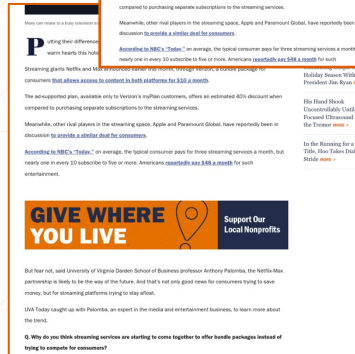 compared to purchasing separate subscriptions to the streaming services.
Meanwhile, other rival players in the streaming space, Apple and Paramount Global, have reportedly been
discussion to provide a similar deal for consumers.
According to NBC's "Today," on average, the typical consumer pays for three streaming services a month
nearly one in every 10 subscribe to five or more. Americans reportedly pay $48 a month for such
Many can relate to a busy television
Putting their differences
warm hearts this holi
Streaming giants Netflix and Max announced earlier this month, through Verizon, a bundle package for
consumers that allows access to content in both platforms for $10 a month.
The ad-supported plan, available only to Verizon's myPlan customers, offers an estimated 40% discount when
compared to purchasing separate subscriptions to the streaming services.
Meanwhile, other rival players in the streaming space, Apple and Paramount Global, have reportedly been in
discussion to provide a similar deal for consumers.
According to NBC's "Today," on average, the typical consumer pays for three streaming services a month, but
nearly one in every 10 subscribe to five or more. Americans reportedly pay $48 a month for such
entertainment.
GIVE WHERE
YOU LIVE
Support Our
Local Nonprofits
But fear not, said University of Virginia Darden School of Business professor Anthony Palomba, the Netflix-Max
partnership is likely to be the way of the future. And that's not only good news for consumers trying to save
money, but for streaming platforms trying to stay afloat.
UVA Today caught up with Palomba, an expert in the media and entertainment business, to learn more about
the trend.
Q. Why do you think streaming services are starting to come together to offer bundle packages instead of
trying to compete for consumers?
Holiday Season With
President Jim Ryan
His Hand Shook
Uncontrollably Until
Focused Ultrasound
the Tremor MORE >
In the Running for a
Title, Hoo Takes Dial
Stride MORE >